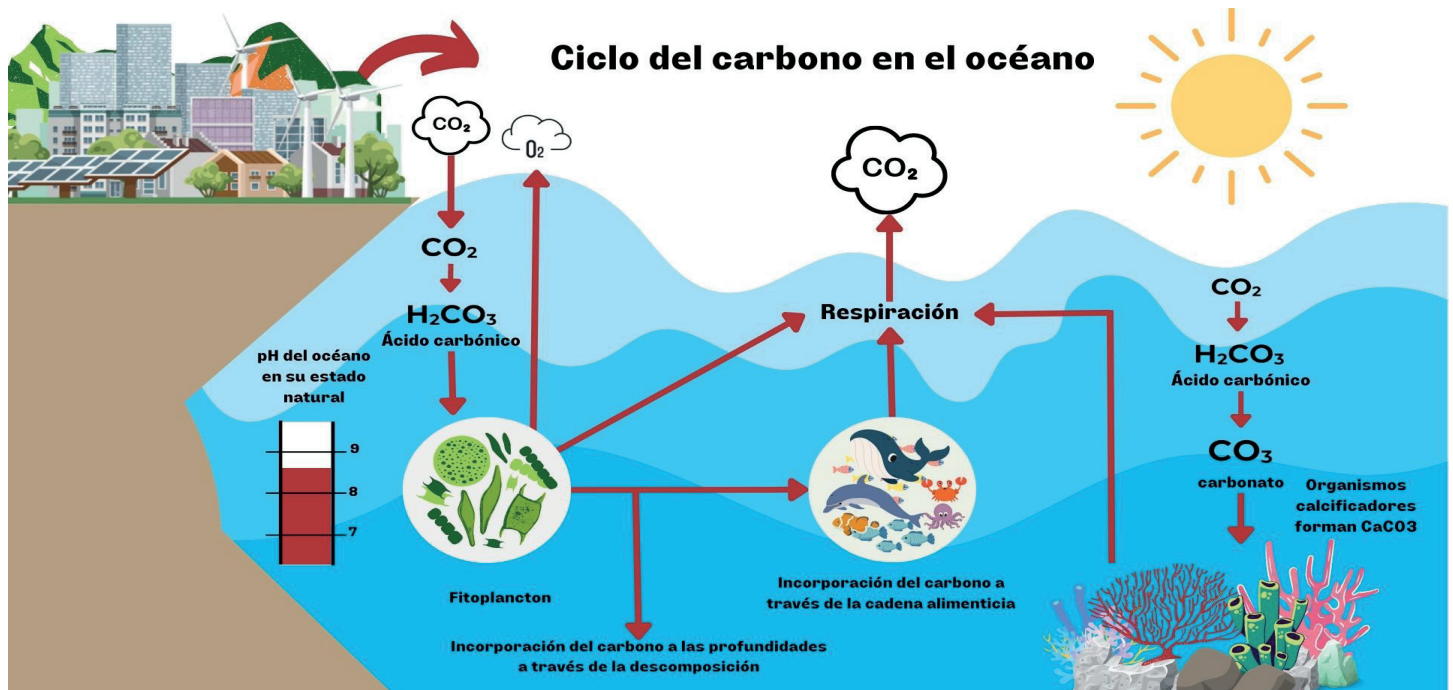 Ciclo del carbono en el océano
CO₂
O₂
CO₂
CO₂
H₂CO₃
Ácido carbónico
pH del océano
en su estado
natural
9
8
7
Respiración
CO₂
H₂CO₃
Ácido carbónico
CO₃
carbonato
Organismos
calcificadores
forman CaCO3
Fitoplancton
Incorporación del carbono a
través de la cadena alimenticia
Incorporación del carbono a las profundidades
a través de la descomposición